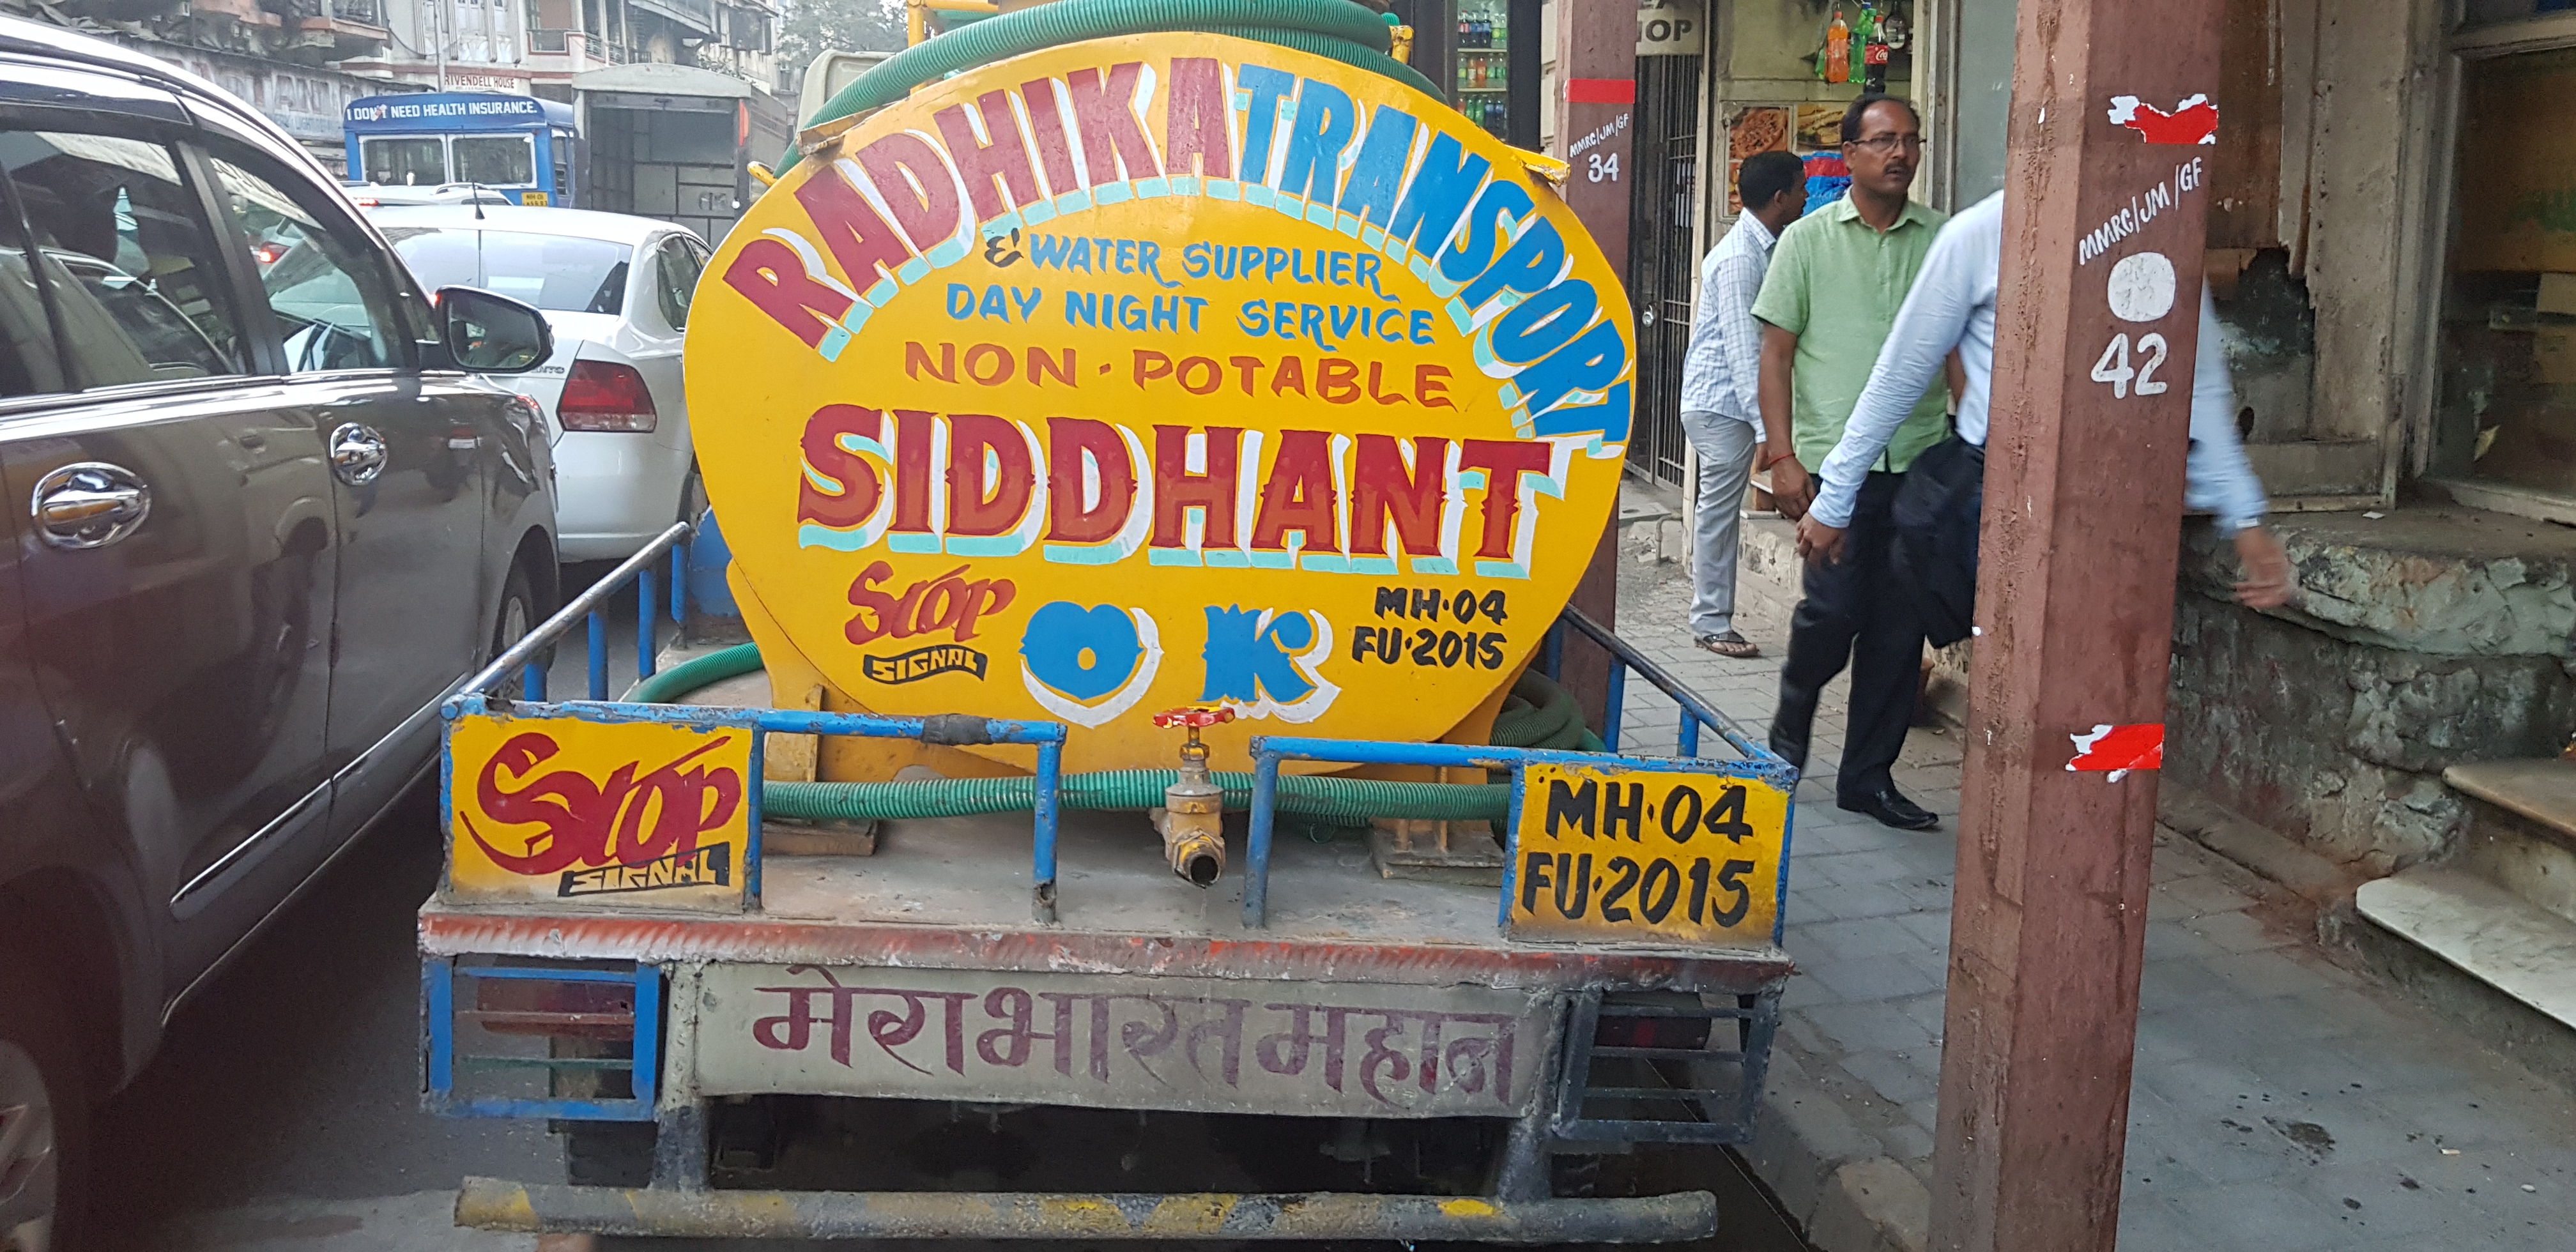 RIVENDELL HOUSE
I DON'T NEED HEALTH INSURANCE.
RADHIKA TRANSPORT
& WATER SUPPLIER
DAY NIGHT SERVICE
NON-POTABLE
SIDDHANT
STOP
SIGNAL
OK
MH·04
FU·2015
STOP
SIGNAL
MH·04
FU·2015
मेरा भारत महान
MMRC/JM/GF
34
MMRC/JM/GF
42